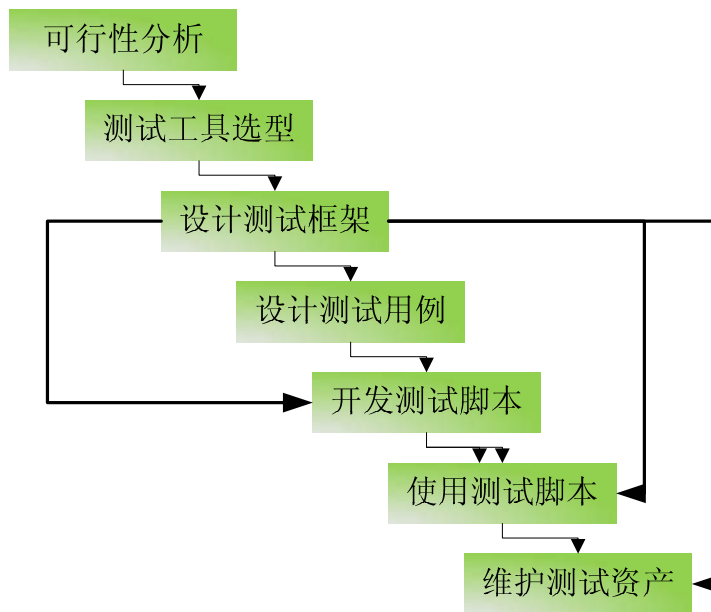 可行性分析
测试工具选型
设计测试框架
设计测试用例
开发测试脚本
使用测试脚本
维护测试资产